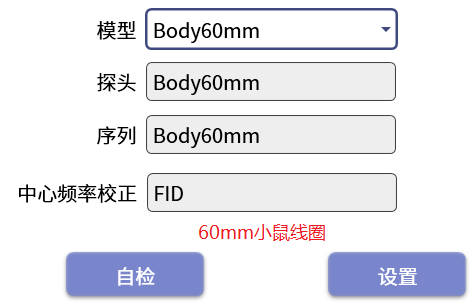 模型 Body60mm
探头 Body60mm
序列 Body60mm
中心频率校正 FID
60mm小鼠线圈
自检 设置